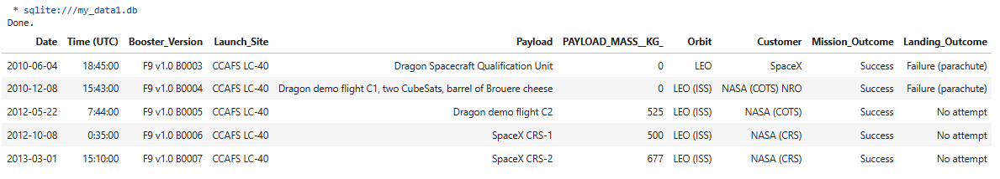 * sqlite:///my_data1.db
Done.
Date Time (UTC) Booster_Version Launch_Site Payload PAYLOAD_MASS__KG_ Orbit Customer Mission_Outcome Landing_Outcome
2010-06-04 18:45:00 F9 v1.0 B0003 CCAFS LC-40 Dragon Spacecraft Qualification Unit 0 LEO SpaceX Success Failure (parachute)
2010-12-08 15:43:00 F9 v1.0 B0004 CCAFS LC-40 Dragon demo flight C1, two CubeSats, barrel of Brouere cheese 0 LEO (ISS) NASA (COTS) NRO Success Failure (parachute)
2012-05-22 7:44:00 F9 v1.0 B0005 CCAFS LC-40 Dragon demo flight C2 525 LEO (ISS) NASA (COTS) Success No attempt
2012-10-08 0:35:00 F9 v1.0 B0006 CCAFS LC-40 SpaceX CRS-1 500 LEO (ISS) NASA (CRS) Success No attempt
2013-03-01 15:10:00 F9 v1.0 B0007 CCAFS LC-40 SpaceX CRS-2 677 LEO (ISS) NASA (CRS) Success No attempt